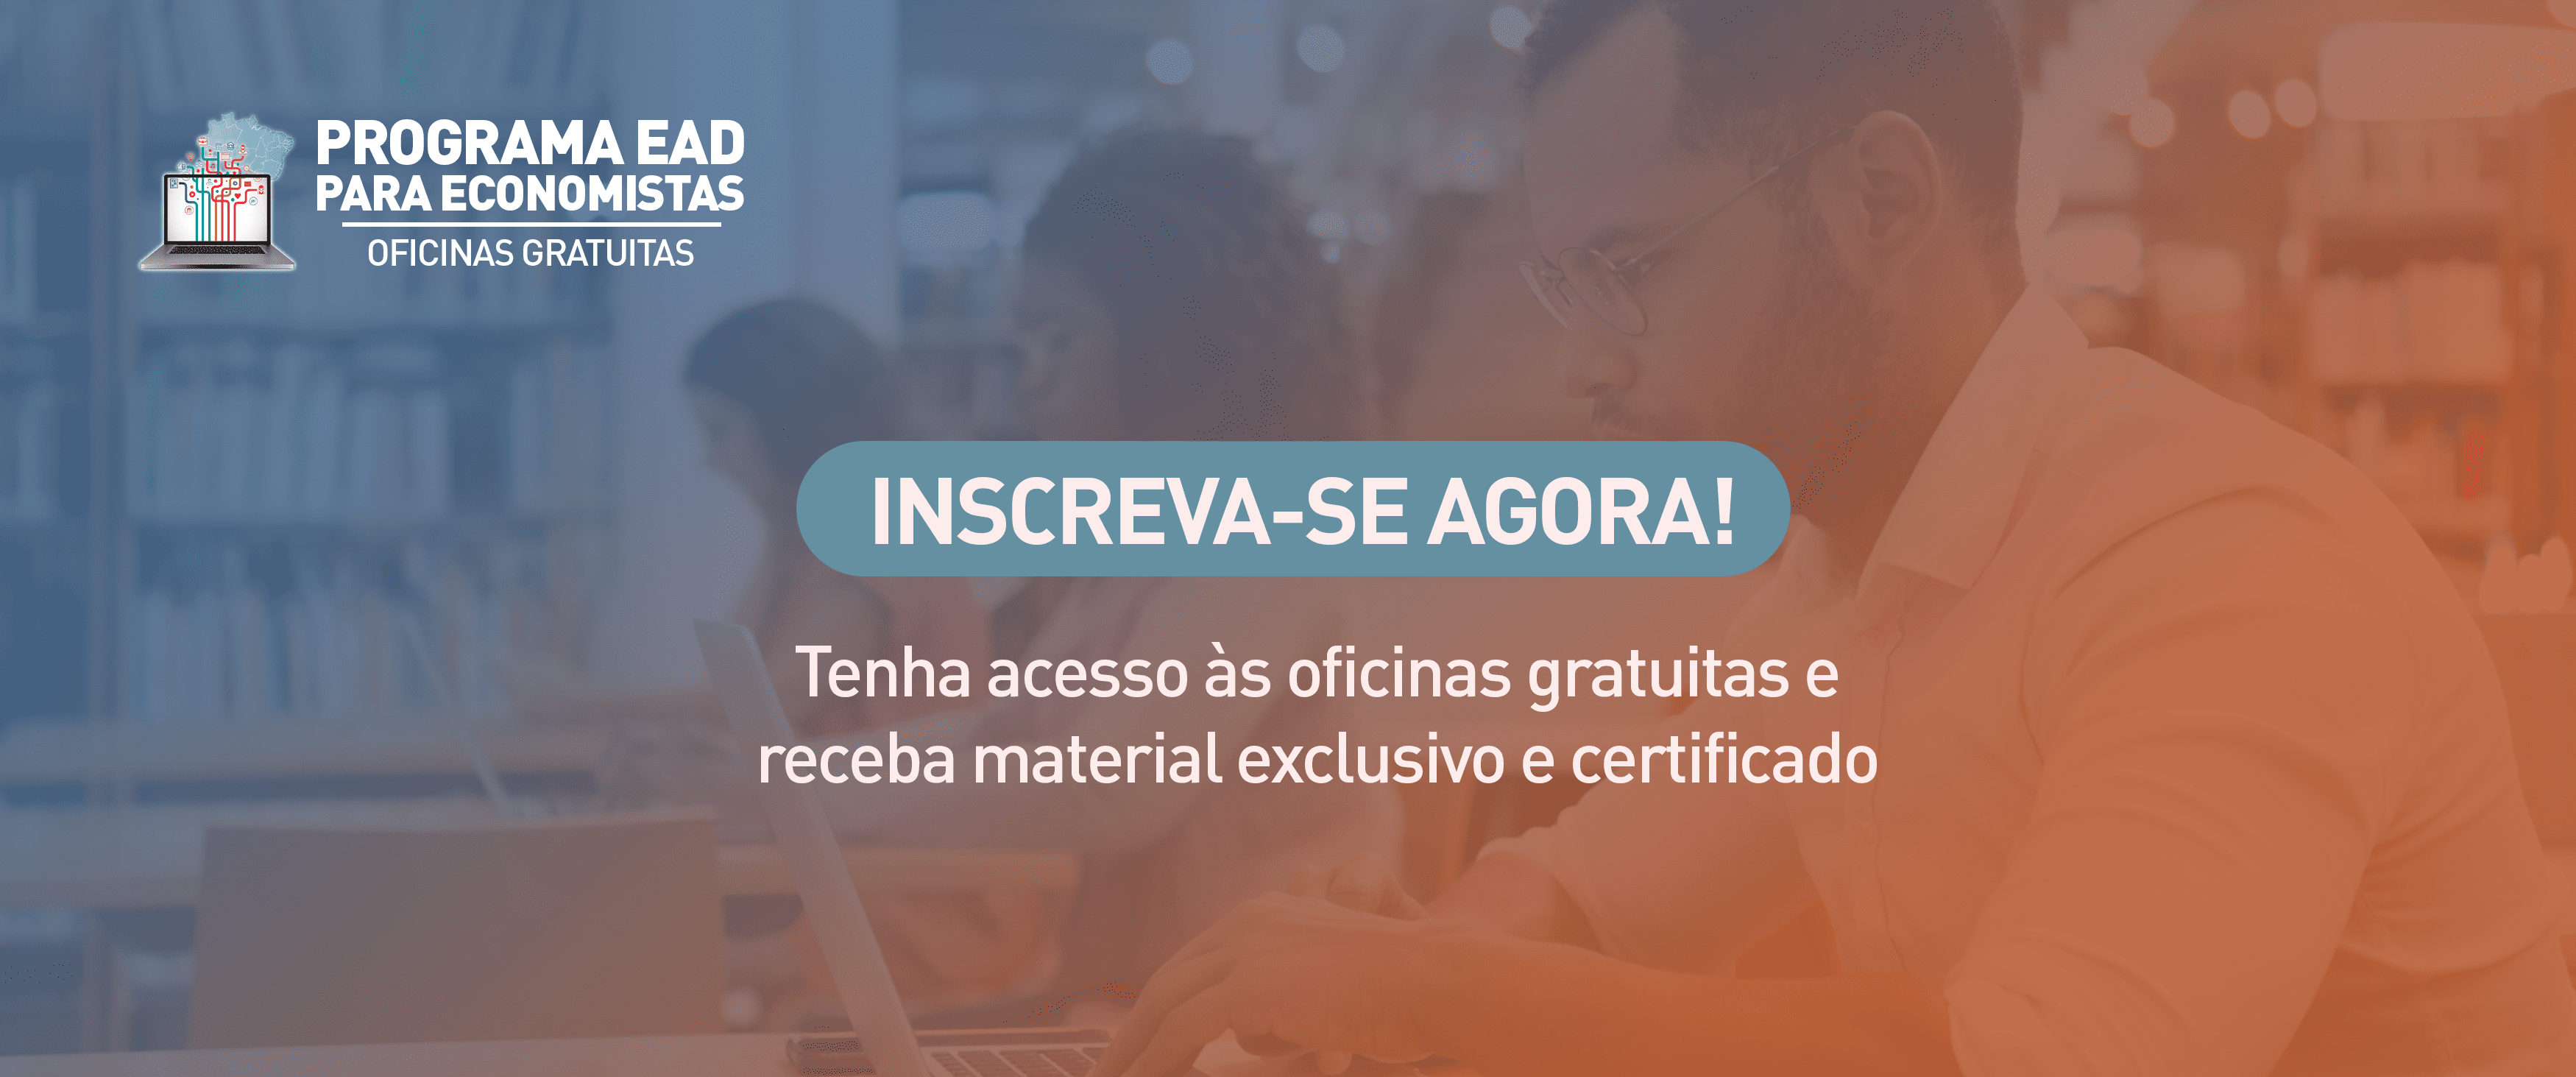 PROGRAMA EAD
PARA ECONOMISTAS
OFICINAS GRATUITAS
INSCREVA-SE AGORA!
Tenha acesso às oficinas gratuitas e
receba material exclusivo e certificado